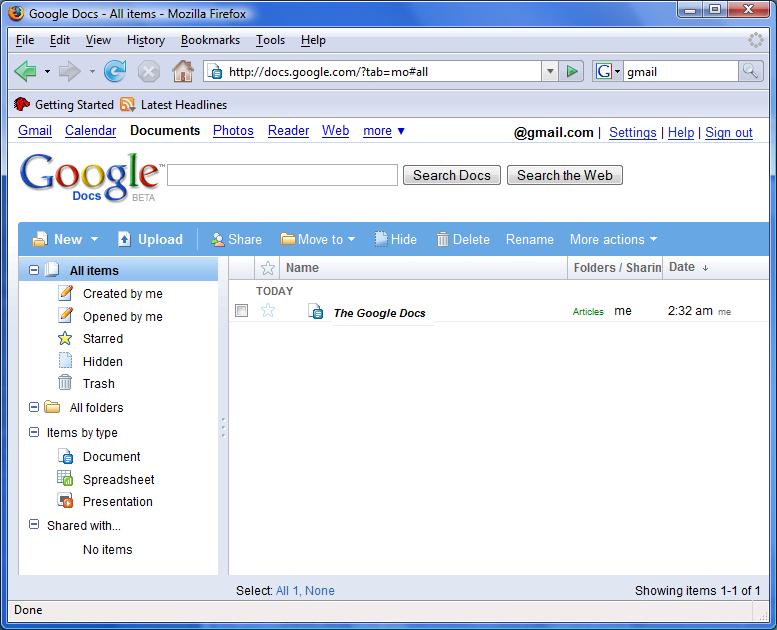 Google Docs - All items - Mozilla Firefox
File Edit View History Bookmarks Tools Help
http://docs.google.com/?tab=mo#all G gmail
Getting Started Latest Headlines
Gmail Calendar Documents Photos Reader Web more ▼ @gmail.com | Settings | Help | Sign out
Google™ Docs BETA Search Docs Search the Web
New Upload Share Move to Hide Delete Rename More actions
All items Name Folders / Sharin Date ↓
TODAY
Created by me
The Google Docs Articles me 2:32 am me
Opened by me
Starred
Hidden
Trash
All folders
Items by type
Document
Spreadsheet
Presentation
Shared with...
No items
Select: All 1, None Showing items 1-1 of 1
Done